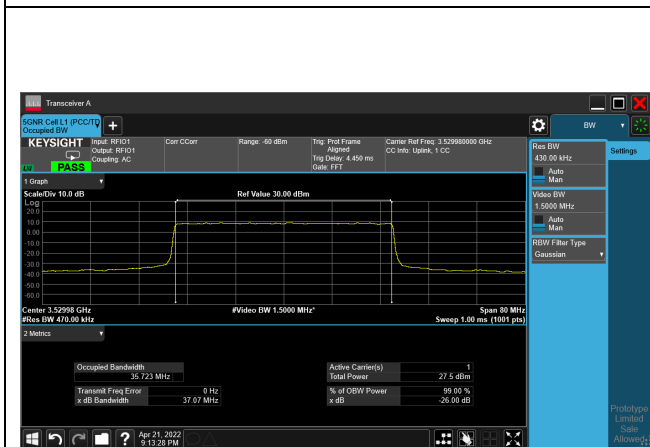 Transceiver A
5GNR Cell L1 (PCC/TD
Occupied BW
BW
KEYSIGHT
Input: RFIO1
Output: RFIO1
Coupling: AC
Corr CCorr
Range: -60 dBm
Trig: Prot Frame
Aligned
Trig Delay: 4.450 ms
Gate: FFT
Carrier Ref Freq: 3.529980000 GHz
CC Info: Uplink, 1 CC
PASS
Res BW
430.00 kHz
Auto
Man
Settings
Video BW
1.5000 MHz
Auto
Man
RBW Filter Type
Gaussian
1 Graph
Scale/Div 10.0 dB
Ref Value 30.00 dBm
Log
20.0
10.0
0.00
-10.0
-20.0
-30.0
-40.0
-50.0
-60.0
Center 3.52998 GHz
#Video BW 1.5000 MHz*
Span 80 MHz
#Res BW 470.00 kHz
Sweep 1.00 ms (1001 pts)
2 Metrics
Occupied Bandwidth
35.723 MHz
Active Carrier(s) 1
Total Power 27.5 dBm
Transmit Freq Error 0 Hz
x dB Bandwidth 37.07 MHz
% of OBW Power 99.00 %
x dB -26.00 dB
Prototype
Limited
Sale
Allowed
Apr 21, 2022
9:13:28 PM